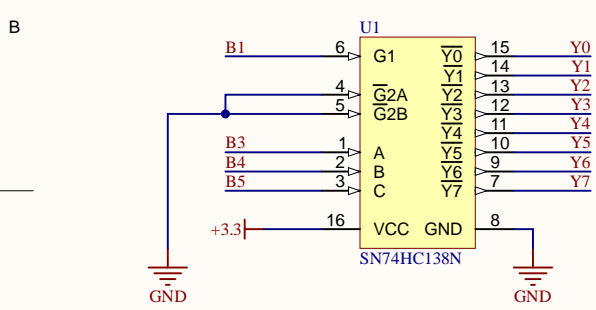 B
U1
B1 6 G1 Y0 15 Y0
Y1 14 Y1
4 G2A Y2 13 Y2
5 G2B Y3 12 Y3
Y4 11 Y4
B3 1 A Y5 10 Y5
B4 2 B Y6 9 Y6
B5 3 C Y7 7 Y7
+3.3 16 VCC GND 8
SN74HC138N
GND GND